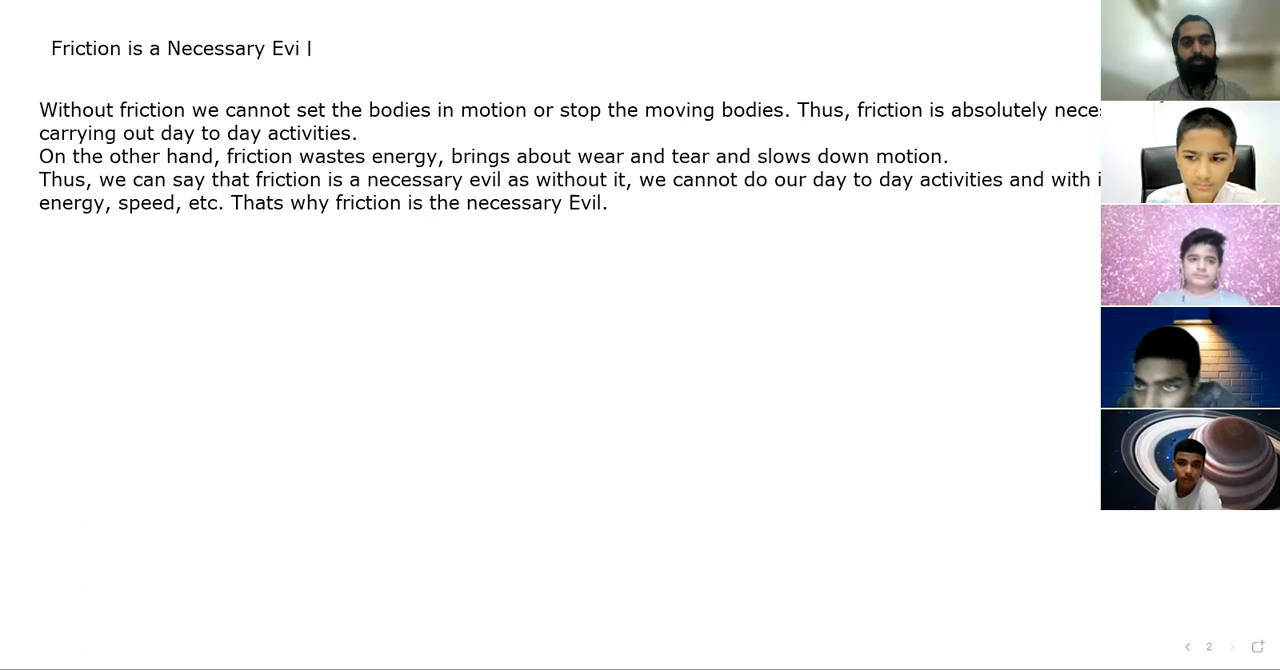 Friction is a Necessary Evi l
Without friction we cannot set the bodies in motion or stop the moving bodies. Thus, friction is absolutely
carrying out day to day activities.
On the other hand, friction wastes energy, brings about wear and tear and slows down motion.
Thus, we can say that friction is a necessary evil as without it, we cannot do our day to day activities and with
energy, speed, etc. Thats why friction is the necessary Evil.
2